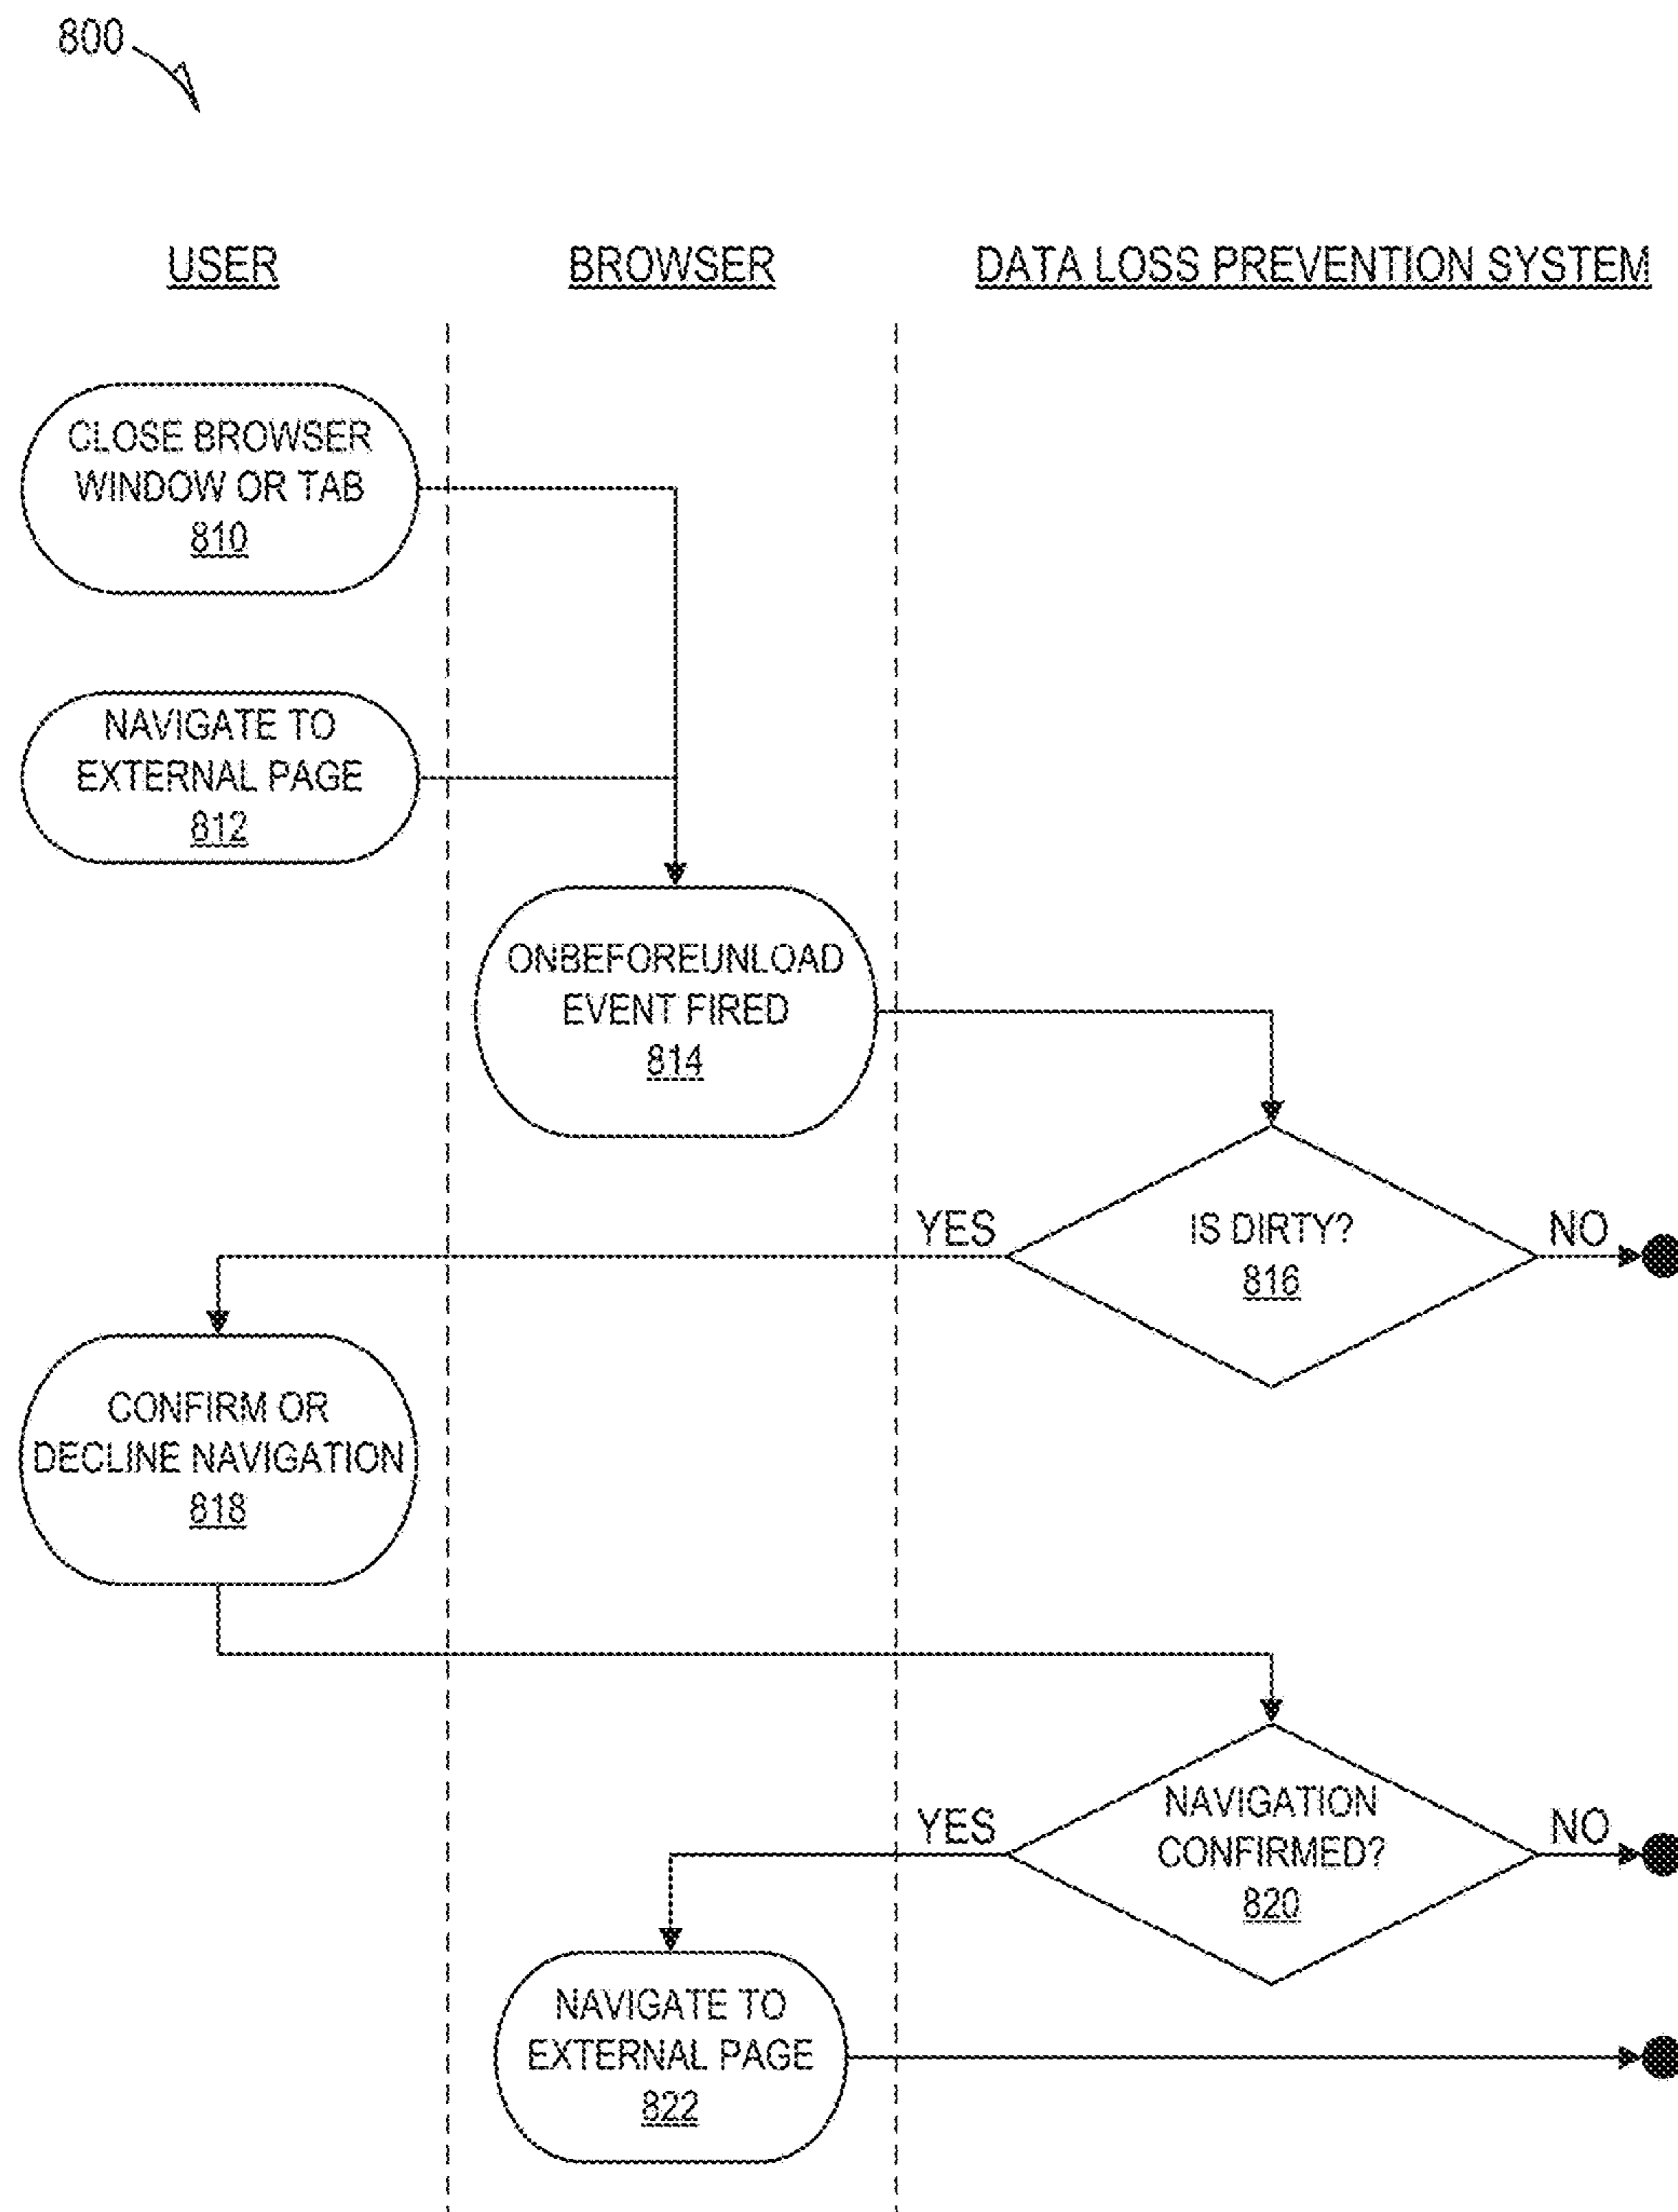 800
USER
BROWSER
DATA LOSS PREVENTION SYSTEM
CLOSE BROWSER
WINDOW OR TAB
810
NAVIGATE TO
EXTERNAL PAGE
812
ONBEFOREUNLOAD
EVENT FIRED
814
YES
IS DIRTY?
816
NO
CONFIRM OR
DECLINE NAVIGATION
818
YES
NAVIGATION
CONFIRMED?
820
NO
NAVIGATE TO
EXTERNAL PAGE
822